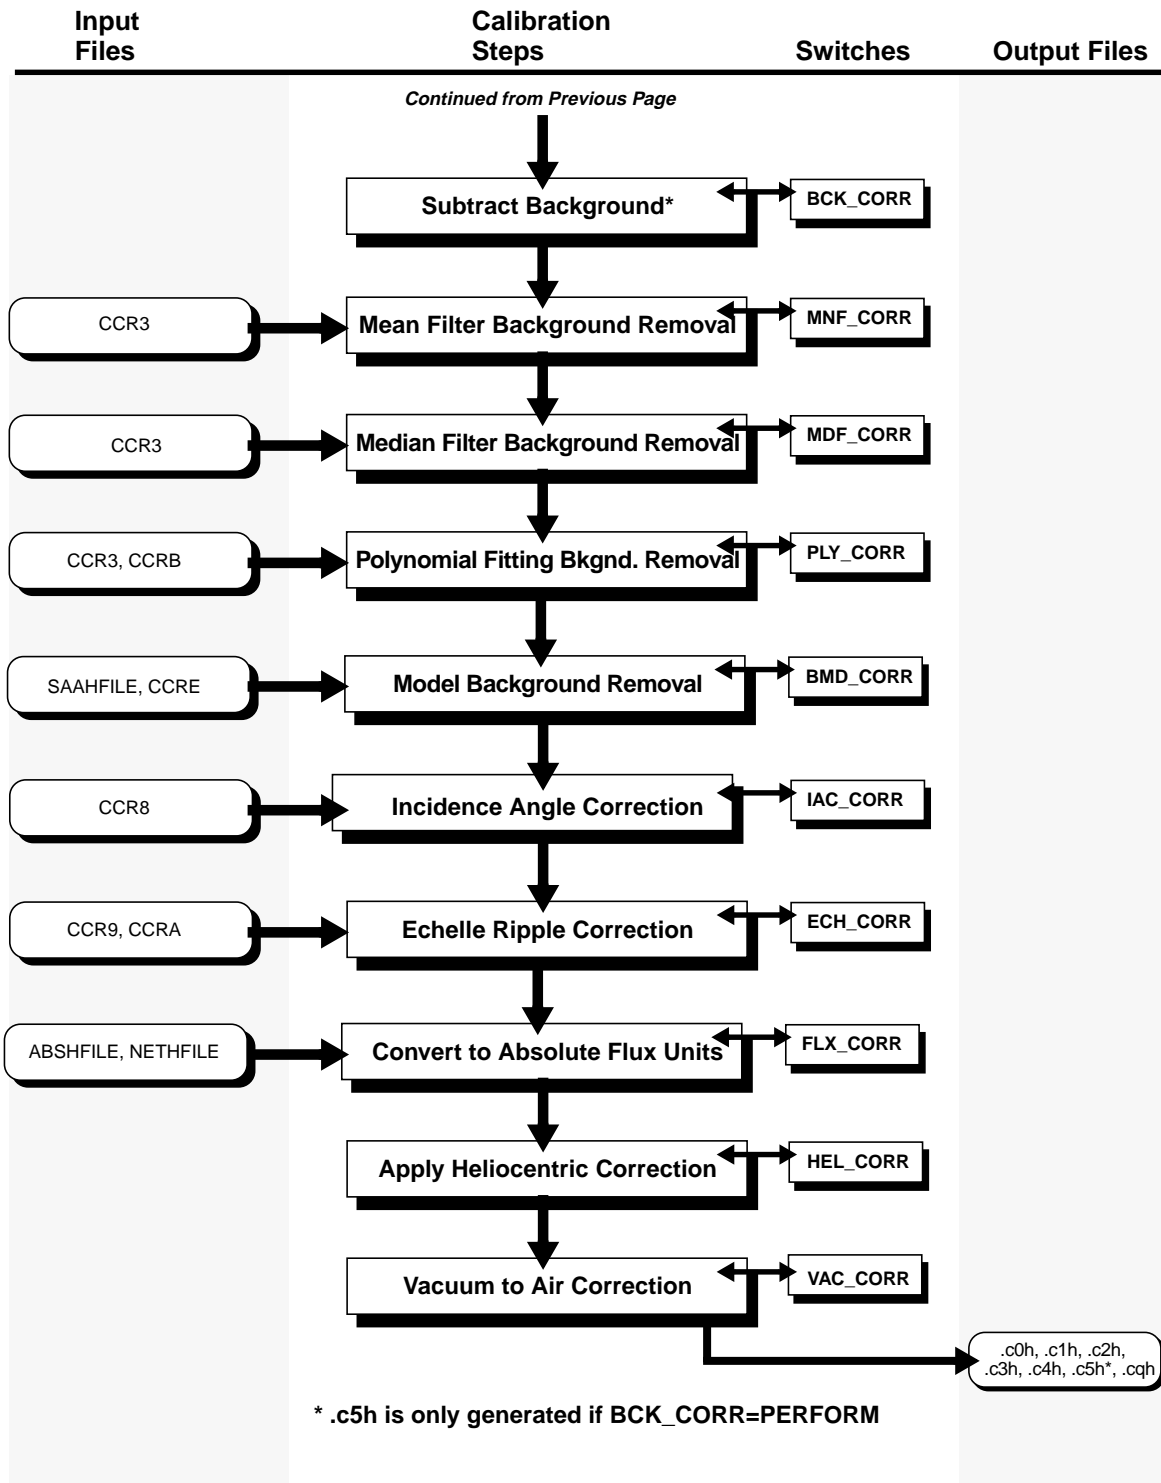 Input
Files
Calibration
Steps
Switches
Output Files
Continued from Previous Page
Subtract Background*
BCK_CORR
CCR3
Mean Filter Background Removal
MNF_CORR
CCR3
Median Filter Background Removal
MDF_CORR
CCR3, CCRB
Polynomial Fitting Bkgnd. Removal
PLY_CORR
SAAHFILE, CCRE
Model Background Removal
BMD_CORR
CCR8
Incidence Angle Correction
IAC_CORR
CCR9, CCRA
Echelle Ripple Correction
ECH_CORR
ABSHFILE, NETHFILE
Convert to Absolute Flux Units
FLX_CORR
Apply Heliocentric Correction
HEL_CORR
Vacuum to Air Correction
VAC_CORR
.c0h, .c1h, .c2h,
.c3h, .c4h, .c5h*, .cqh
* .c5h is only generated if BCK_CORR=PERFORM